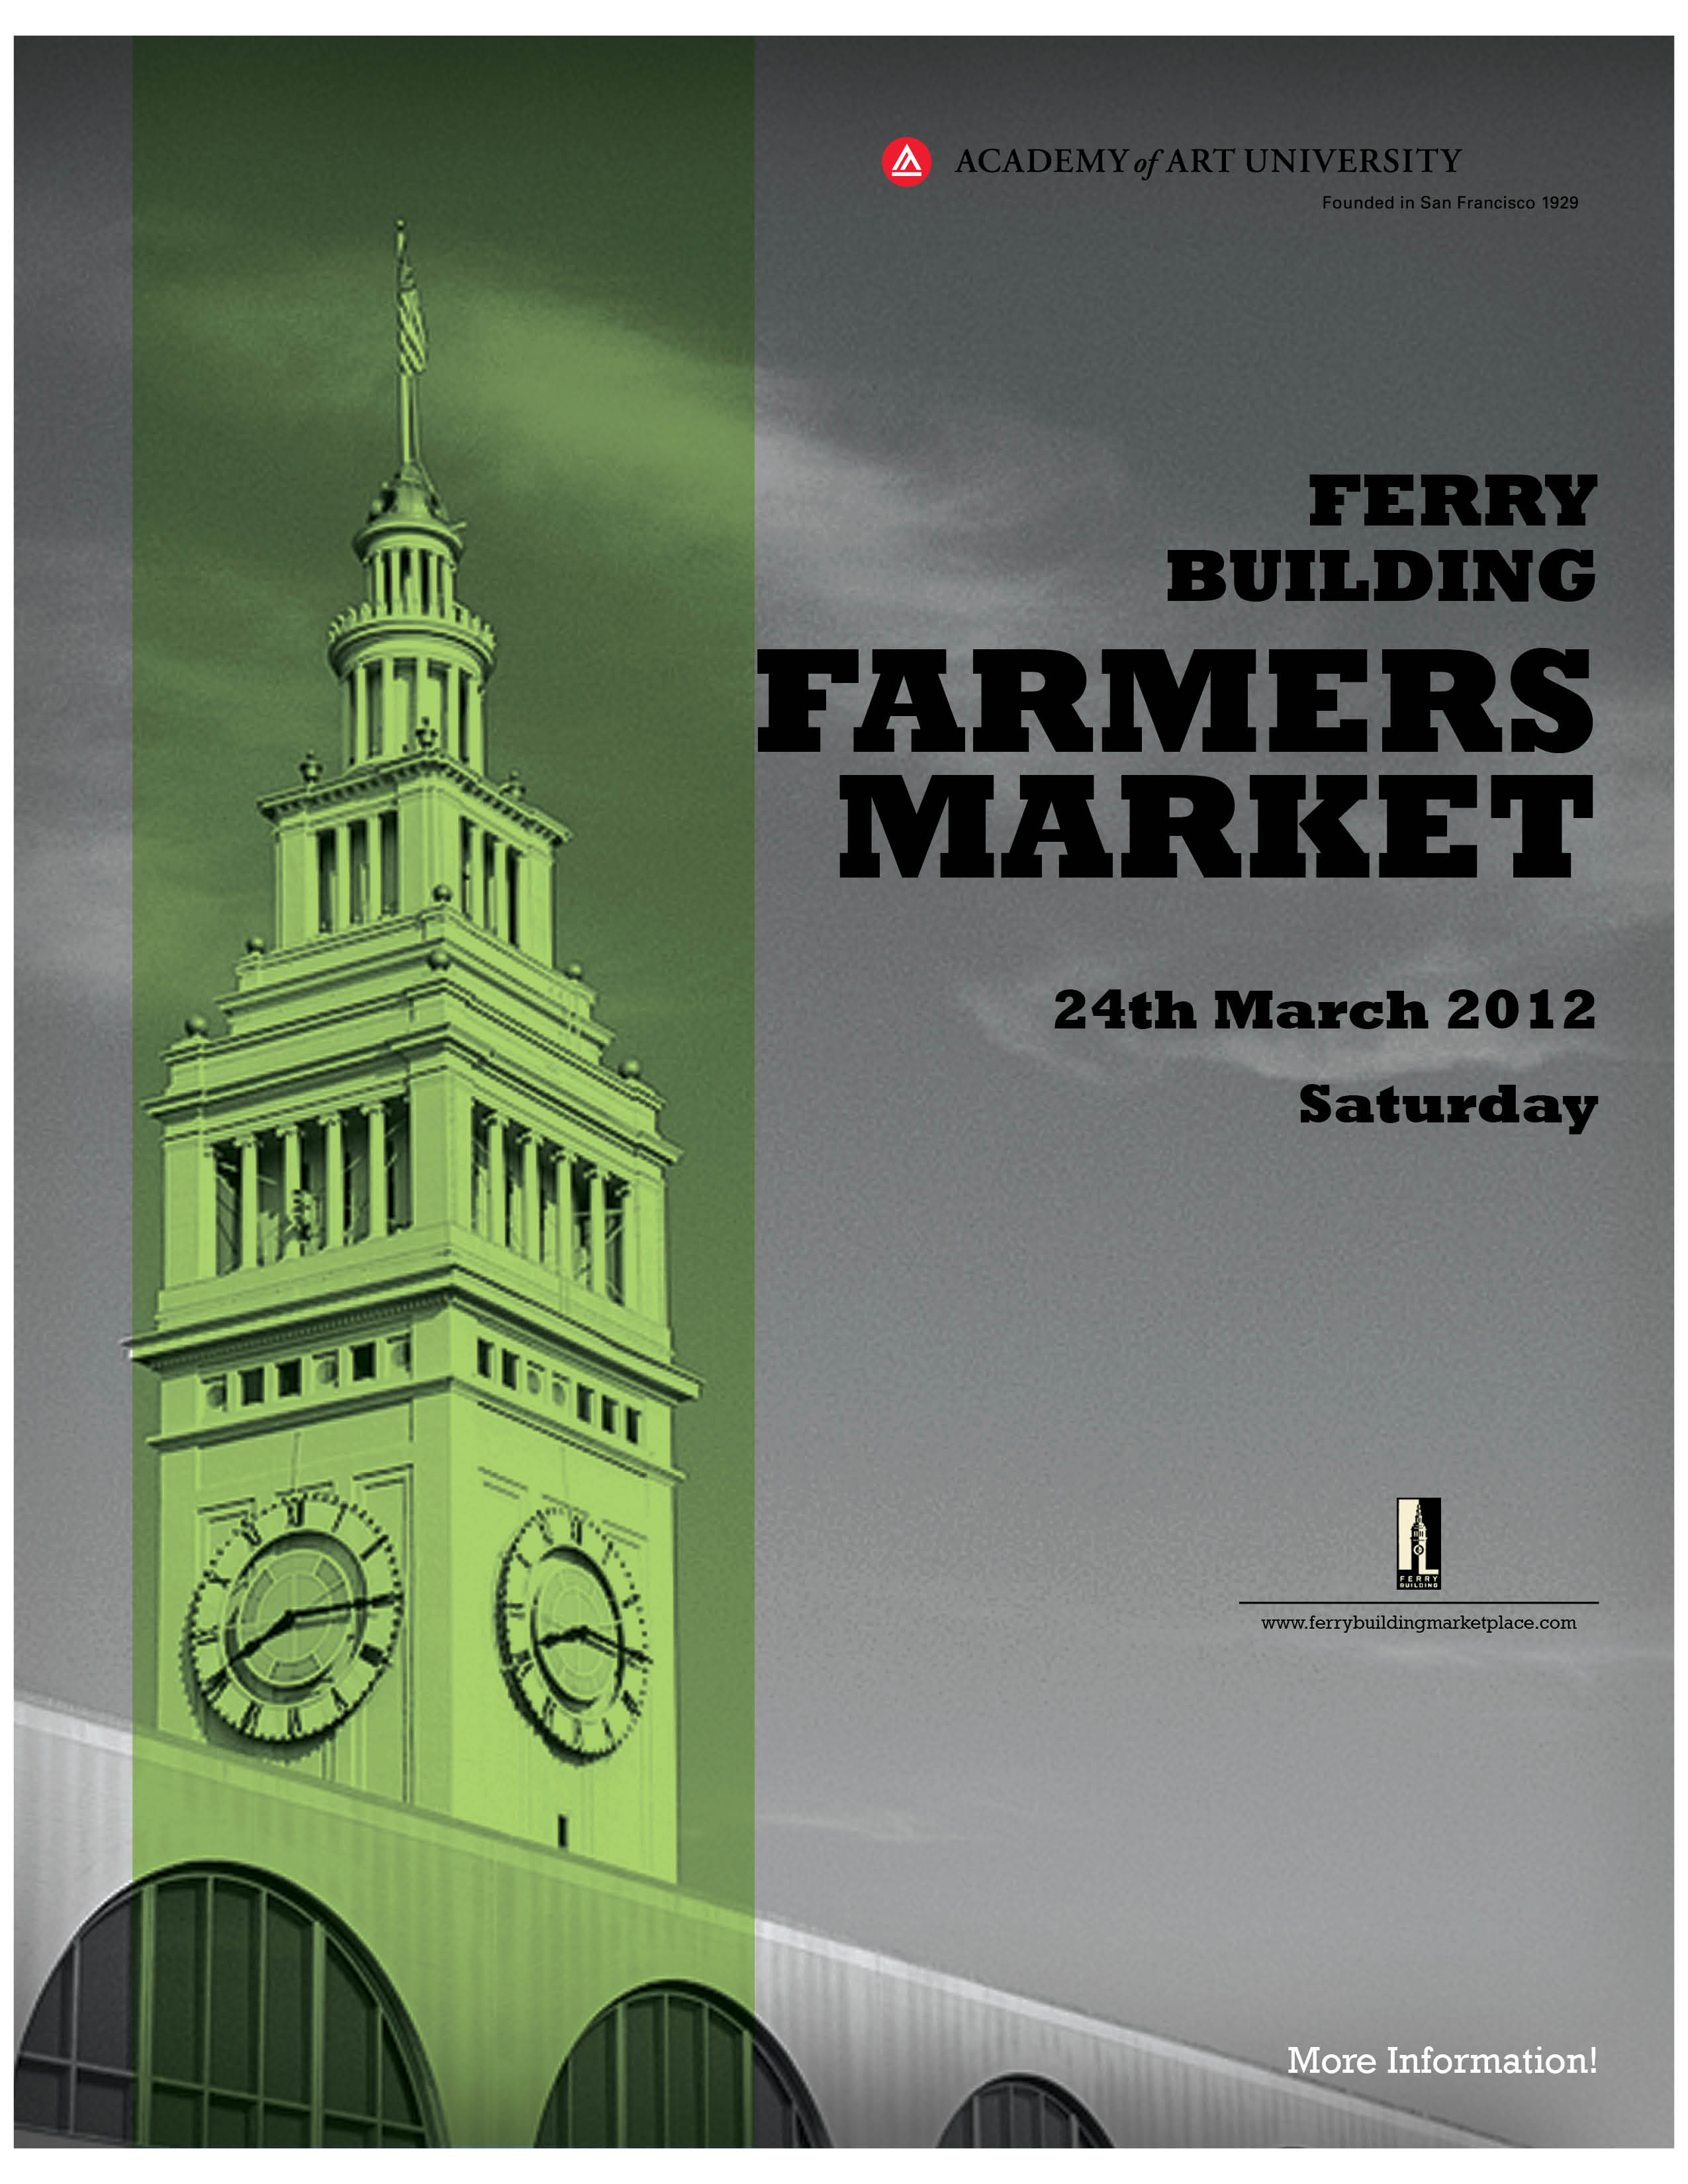 ACADEMY of ART UNIVERSITY
Founded in San Francisco 1929
FERRY
BUILDING
FARMERS
MARKET
24th March 2012
Saturday
FERRY
BUILDING
www.ferrybuildingmarketplace.com
More Information!